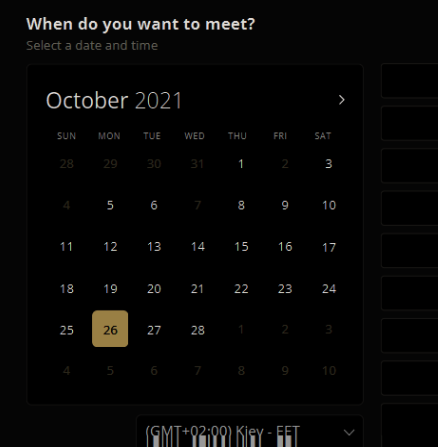 When do you want to meet?
Select a date and time
October 2021
SUN MON TUE WED THU FRI SAT
28 29 30 31 1 2 3
4 5 6 7 8 9 10
11 12 13 14 15 16 17
18 19 20 21 22 23 24
25 26 27 28 1 2 3
4 5 6 7 8 9 10
(GMT+02:00) Kiev - EET